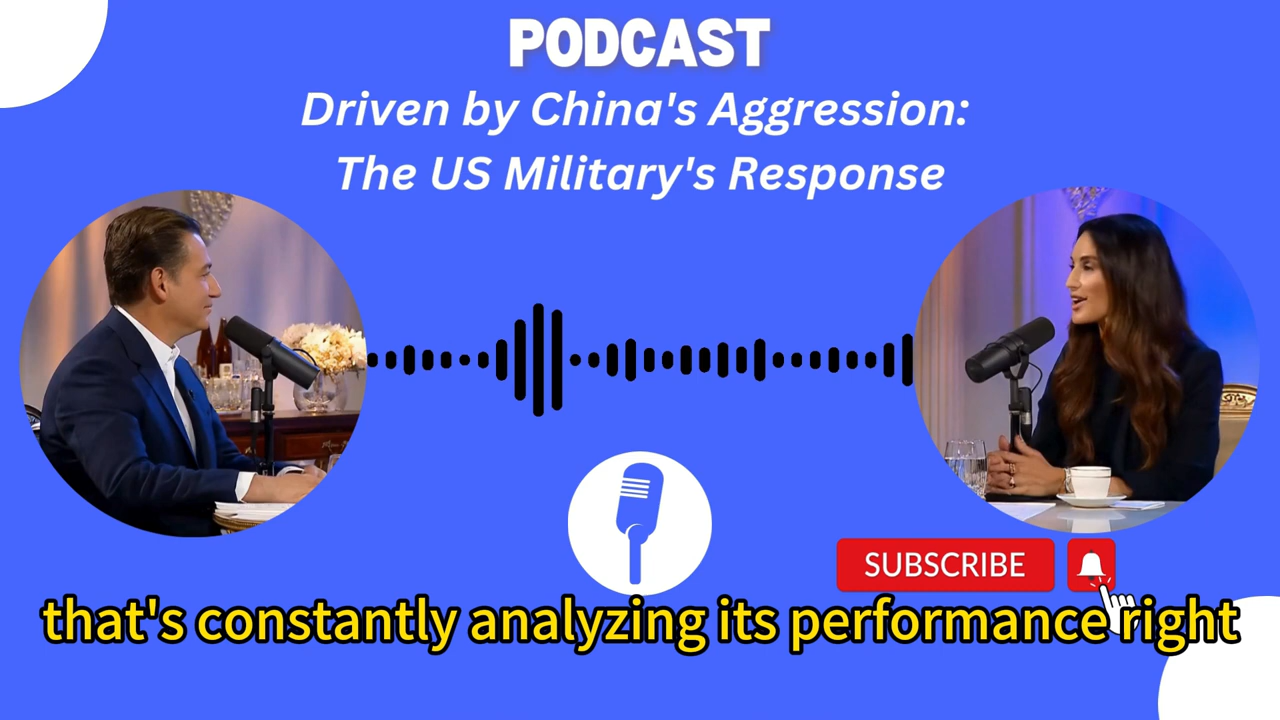 PODCAST
Driven by China's Aggression:
The US Military's Response
SUBSCRIBE
that's constantly analyzing its performance right